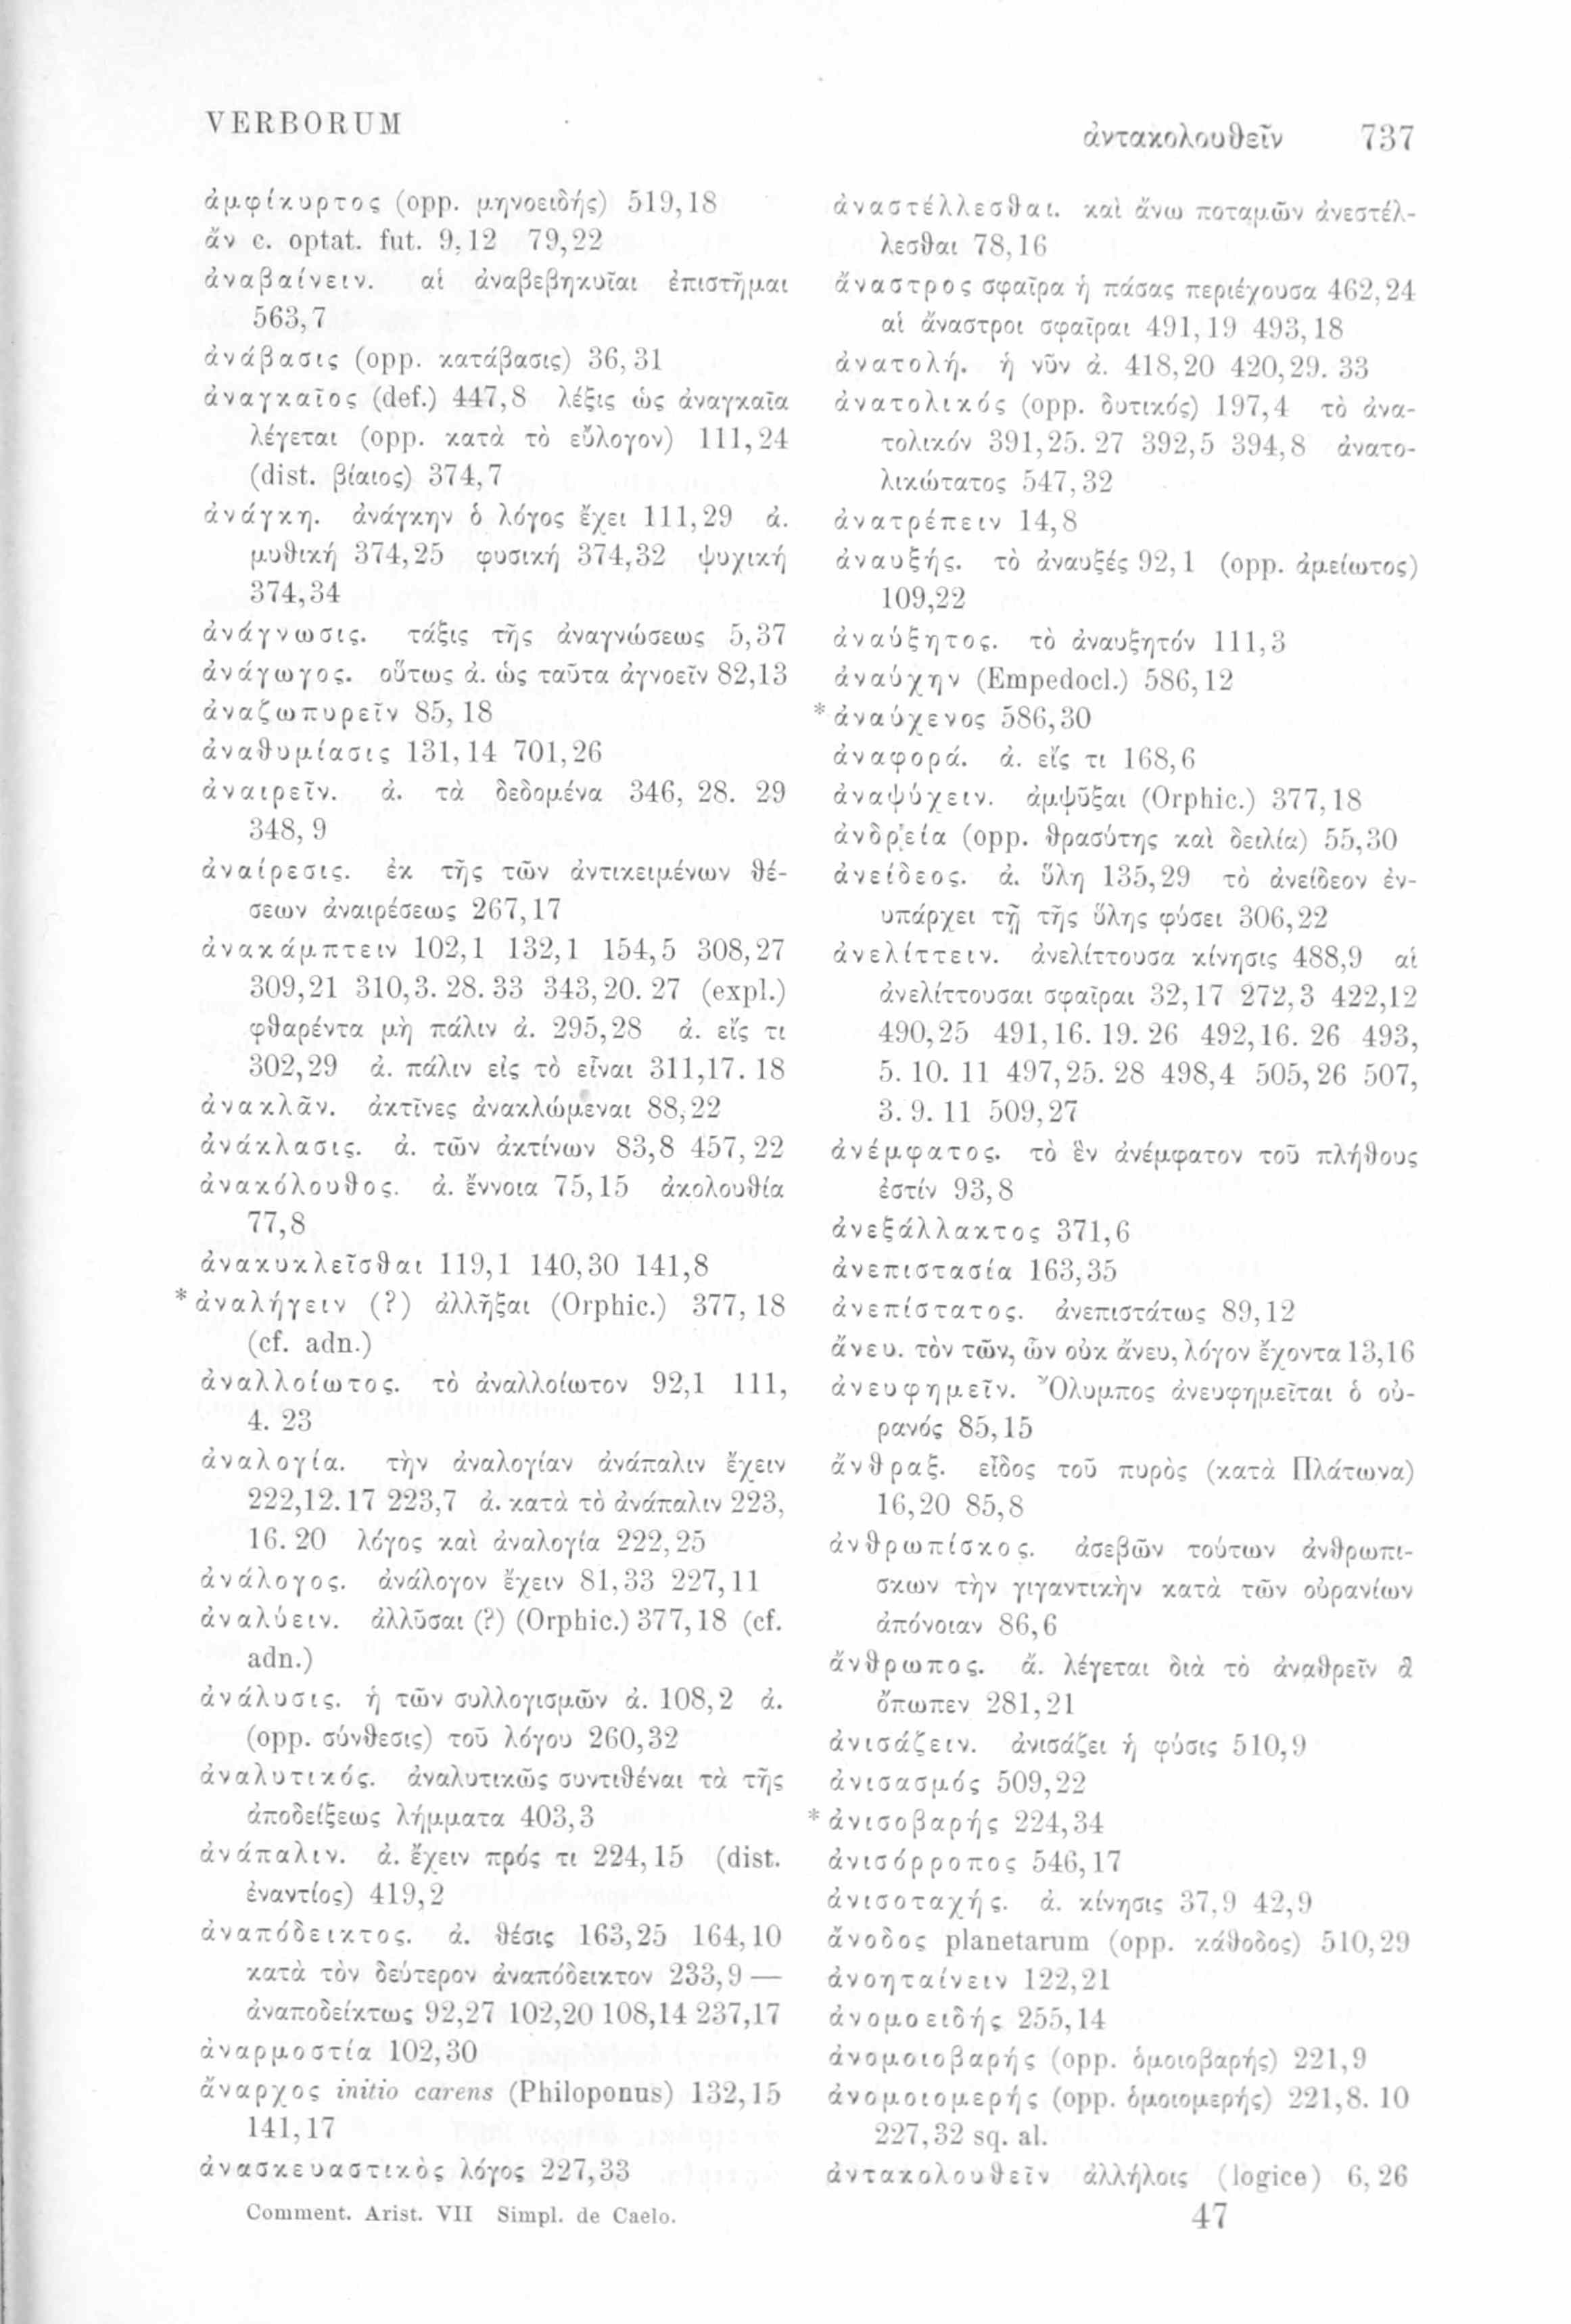 VERBORUM
ἀντακολουθεῖν 737
ἀμφίκυρτος (opp. μηνοειδής) 519,18
ἄν c. optat. fut. 9,12 79,22
ἀναβαίνειν. αἱ ἀναβεβηκυῖαι ἐπιστῆμαι
563,7
ἀνάβασις (opp. κατάβασις) 36,31
ἀναγκαῖος (def.) 447,8 λέξις ὡς ἀναγκαῖα
λέγεται (opp. κατὰ τὸ εὔλογον) 111,24
(dist. βίαιος) 374,7
ἀνάγκη. ἀνάγκην ὁ λόγος ἔχει 111,29 ἀ.
μυθική 374,25 φυσική 374,32 ψυχική
374,34
ἀνάγνωσις. τάξις τῆς ἀναγνώσεως 5,37
ἀνάγωγος. οὕτως ἀ. ὡς ταῦτα ἀγνοεῖν 82,13
ἀναζωπυρεῖν 85,18
ἀναθυμίασις 131,14 701,26
ἀναιρεῖν. ἀ. τὰ δεδομένα 346, 28. 29
348, 9
ἀναίρεσις. ἐκ τῆς τῶν ἀντικειμένων θέ-
σεων ἀναιρέσεως 267,17
ἀνακάμπτειν 102,1 132,1 154,5 308,27
309,21 310,3. 28. 33 343,20. 27 (expl.)
φθαρέντα μὴ πάλιν ἀ. 295,28 ἀ. εἴς τι
302,29 ἀ. πάλιν εἰς τὸ εἶναι 311,17. 18
ἀνακλᾶν. ἀκτῖνες ἀνακλώμεναι 88,22
ἀνάκλασις. ἀ. τῶν ἀκτίνων 83,8 457,22
ἀνακόλουθος. ἀ. ἔννοια 75,15 ἀκολουθία
77,8
ἀνακυκλεῖσθαι 119,1 140,30 141,8
*ἀναλήγειν (?) ἀλλῆξαι (Orphic.) 377, 18
(cf. adn.)
ἀναλλοίωτος. τὸ ἀναλλοίωτον 92,1 111,
4. 23
ἀναλογία. τὴν ἀναλογίαν ἀνάπαλιν ἔχειν
222,12. 17 223,7 ἀ. κατὰ τὸ ἀνάπαλιν 223,
16. 20 λόγος καὶ ἀναλογία 222,25
ἀνάλογος. ἀνάλογον ἔχειν 81,33 227,11
ἀναλύειν. ἀλλῦσαι (?) (Orphic.) 377,18 (cf.
adn.)
ἀνάλυσις. ἡ τῶν συλλογισμῶν ἀ. 108,2 ἀ.
(opp. σύνθεσις) τοῦ λόγου 260,32
ἀναλυτικός. ἀναλυτικῶς συντιθέναι τὰ τῆς
ἀποδείξεως λήμματα 403,3
ἀνάπαλιν. ἀ. ἔχειν πρός τι 224,15 (dist.
ἐναντίος) 419,2
ἀναπόδεικτος. ἀ. θέσις 163,25 164,10
κατὰ τὸν δεύτερον ἀναπόδεικτον 233,9 —
ἀναποδείκτως 92,27 102,20 108,14 237,17
ἀναρμοστία 102,30
ἄναρχος initio carens (Philoponus) 132,15
141,17
ἀνασκευαστικὸς λόγος 227,33
Comment. Arist. VII Simpl. de Caelo.
ἀναστέλλεσθαι. καὶ ἄνω ποταμῶν ἀνεστέλ-
λεσθαι 78,16
ἄναστρος σφαῖρα ἡ πάσας περιέχουσα 462,24
αἱ ἄναστροι σφαῖραι 491,19 493,18
ἀνατολή. ἡ νῦν ἀ. 418,20 420,29. 33
ἀνατολικός (opp. δυτικός) 197,4 τὸ ἀνα-
τολικόν 391,25. 27 392,5 394,8 ἀνατο-
λικώτατος 547,32
ἀνατρέπειν 14,8
ἀναυξής. τὸ ἀναυξές 92,1 (opp. ἀμείωτος)
109,22
ἀναύξητος. τὸ ἀναυξητόν 111,3
ἀναύχην (Empedocl.) 586,12
*ἀναύχενος 586,30
ἀναφορά. ἀ. εἴς τι 168,6
ἀναψύχειν. ἀμψῦξαι (Orphic.) 377,18
ἀνδρεία (opp. θρασύτης καὶ δειλία) 55,30
ἀνείδεος. ἀ. ὕλη 135,29 τὸ ἀνείδεον ἐν-
υπάρχει τῇ τῆς ὕλης φύσει 306,22
ἀνελίττειν. ἀνελίττουσα κίνησις 488,9 αἱ
ἀνελίττουσαι σφαῖραι 32,17 272,3 422,12
490,25 491,16. 19. 26 492,16. 26 493,
5. 10. 11 497,25. 28 498,4 505,26 507,
3. 9. 11 509,27
ἀνέμφατος. τὸ ἓν ἀνέμφατον τοῦ πλήθους
ἐστίν 93,8
ἀνεξάλλακτος 371,6
ἀνεπιστασία 163,35
ἀνεπίστατος. ἀνεπιστάτως 89,12
ἄνευ. τὸν τῶν, ὧν οὐκ ἄνευ, λόγον ἔχοντα 13,16
ἀνευφημεῖν. Ὄλυμπος ἀνευφημεῖται ὁ οὐ-
ρανός 85,15
ἄνθραξ. εἶδος τοῦ πυρὸς (κατὰ Πλάτωνα)
16,20 85,8
ἀνθρωπίσκος. ἀσεβῶν τούτων ἀνθρωπι-
σκων τὴν γιγαντικὴν κατὰ τῶν οὐρανίων
ἀπόνοιαν 86,6
ἄνθρωπος. ἄ. λέγεται διὰ τὸ ἀναθρεῖν ἃ
ὄπωπεν 281,21
ἀνισάζειν. ἀνισάζει ἡ φύσις 510,9
ἀνισασμός 509,22
*ἀνισοβαρής 224,34
ἀνισόρροπος 546,17
ἀνισοταχής. ἀ. κίνησις 37,9 42,9
ἄνοδος planetarum (opp. κάθοδος) 510,29
ἀνοηταίνειν 122,21
ἀνομοειδής 255,14
ἀνομοιοβαρής (opp. ὁμοιοβαρής) 221,9
ἀνομοιομερής (opp. ὁμοιομερής) 221,8. 10
227,32 sq. al.
ἀντακολουθεῖν ἀλλήλοις (logice) 6, 26
47